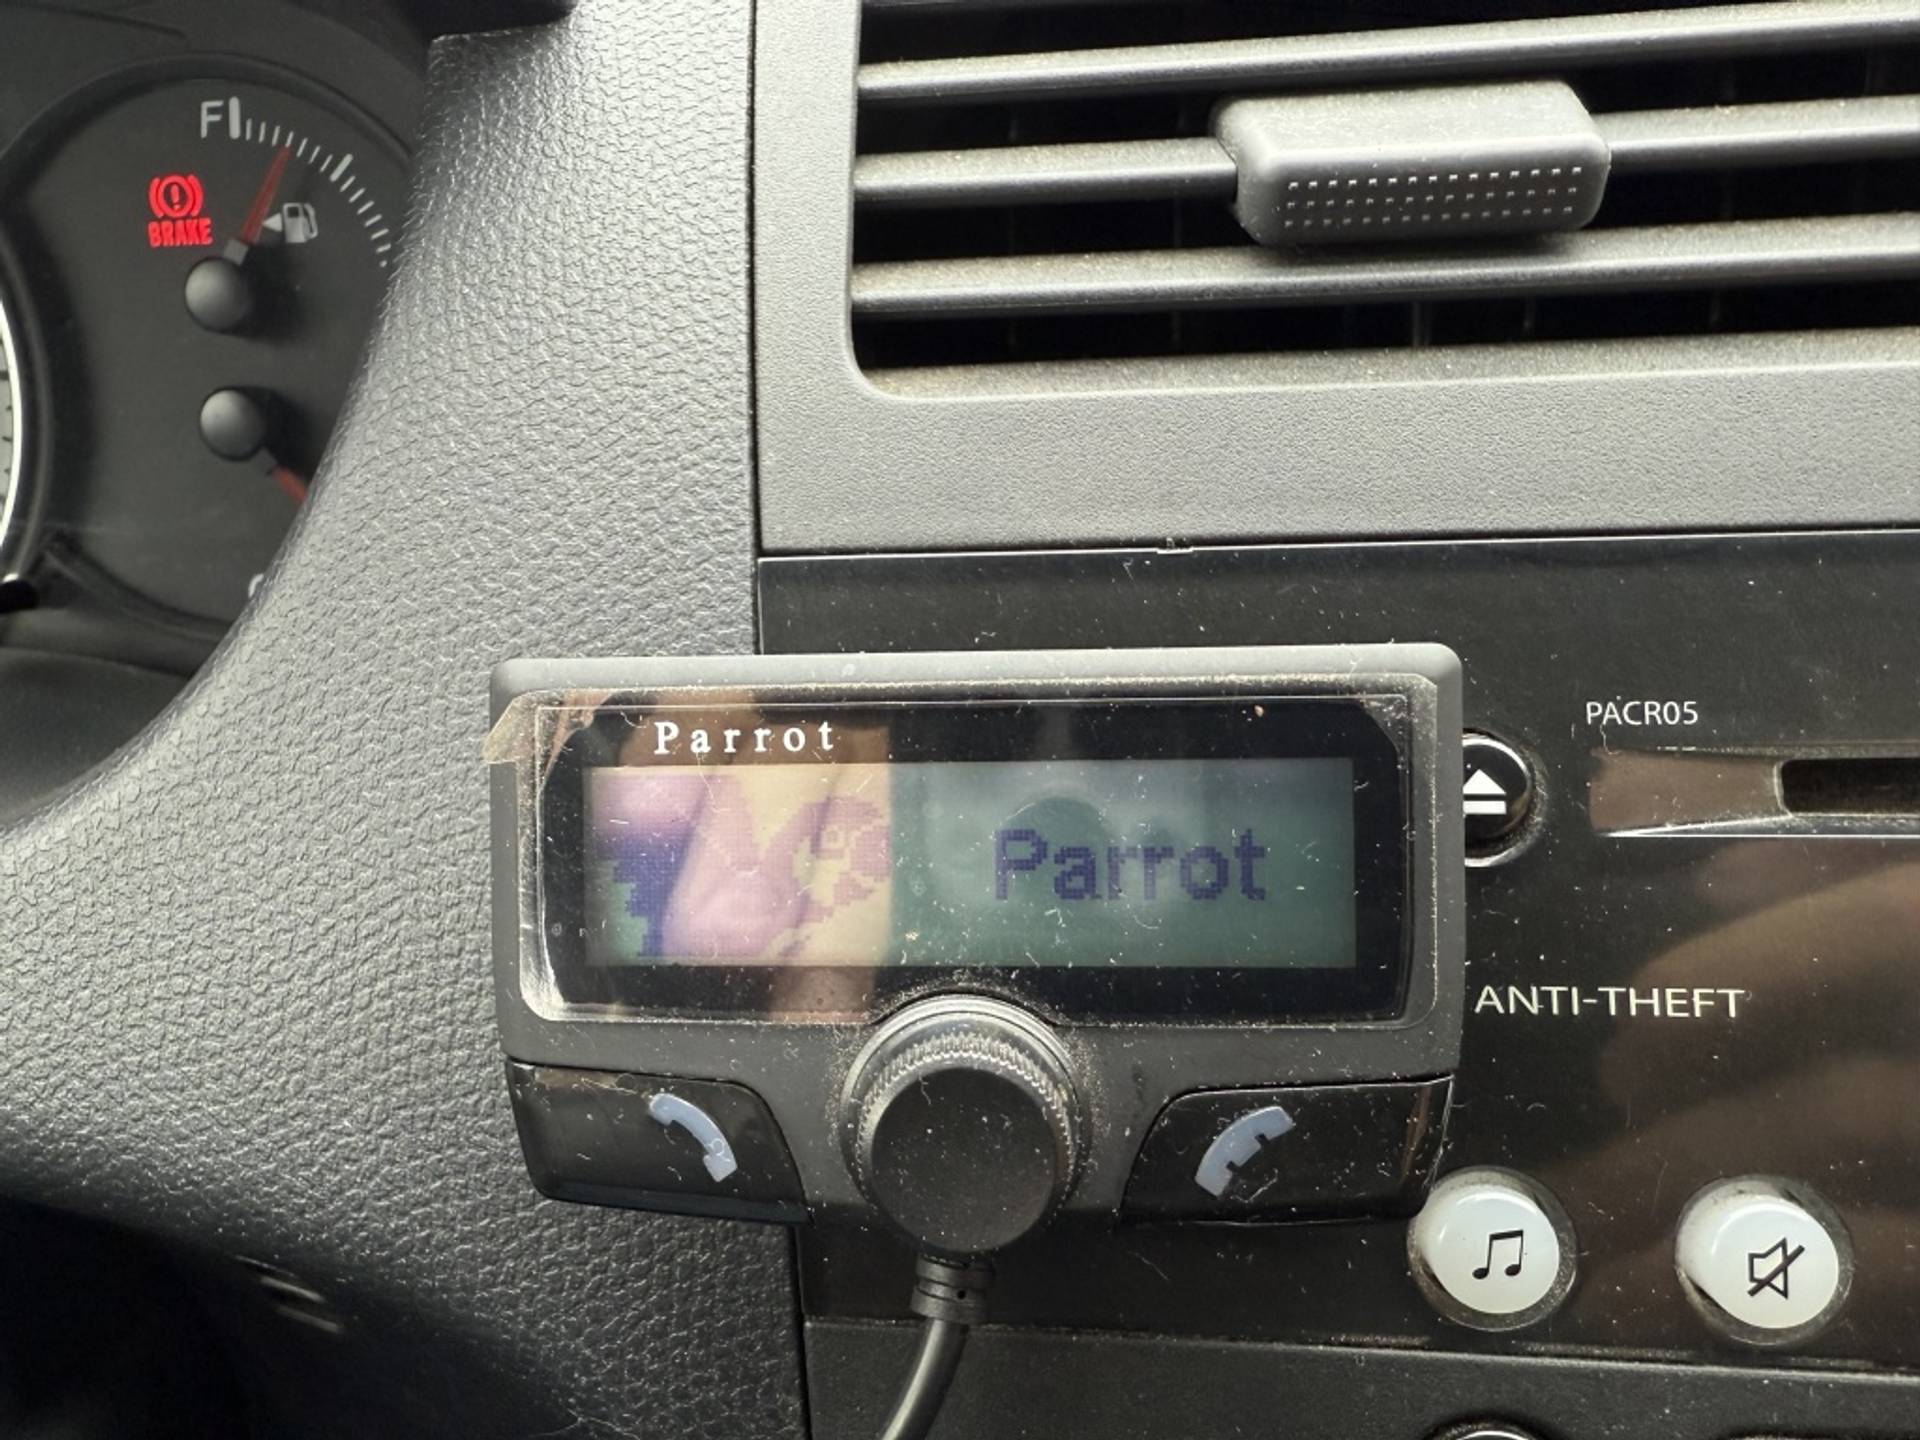 F
BRAKE
PACR05
Parrot
Parrot
ANTI-THEFT